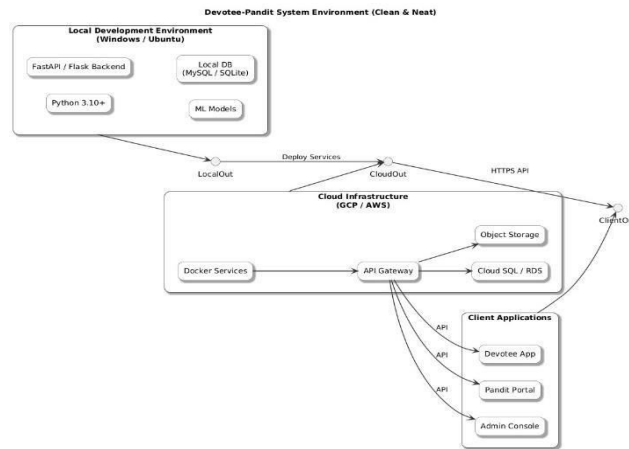 Devotee-Pandit System Environment (Clean & Neat)
Local Development Environment
(Windows / Ubuntu)
FastAPI / Flask Backend
Local DB
(MySQL / SQLite)
Python 3.10+
ML Models
LocalOut
Deploy Services
CloudOut
HTTPS API
ClientO
Cloud Infrastructure
(GCP / AWS)
Object Storage
Docker Services
API Gateway
Cloud SQL / RDS
Client Applications
API
Devotee App
API
Pandit Portal
API
Admin Console